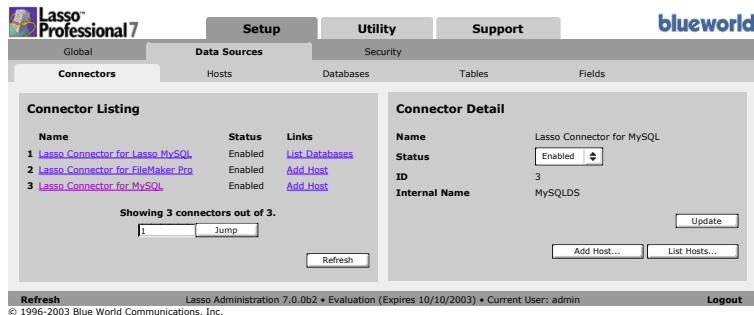 Lasso™
Professional 7
Setup Utility Support
blueworld
Global Data Sources Security
Connectors Hosts Databases Tables Fields
Connector Listing
Name Status Links
1 Lasso Connector for Lasso MySQL Enabled List Databases
2 Lasso Connector for FileMaker Pro Enabled Add Host
3 Lasso Connector for MySQL Enabled Add Host
Showing 3 connectors out of 3.
1 Jump
Refresh
Connector Detail
Name Lasso Connector for MySQL
Status Enabled
ID 3
Internal Name MySQLDS
Update
Add Host... List Hosts...
Refresh Lasso Administration 7.0.0b2 • Evaluation (Expires 10/10/2003) • Current User: admin Logout
© 1996-2003 Blue World Communications, Inc.